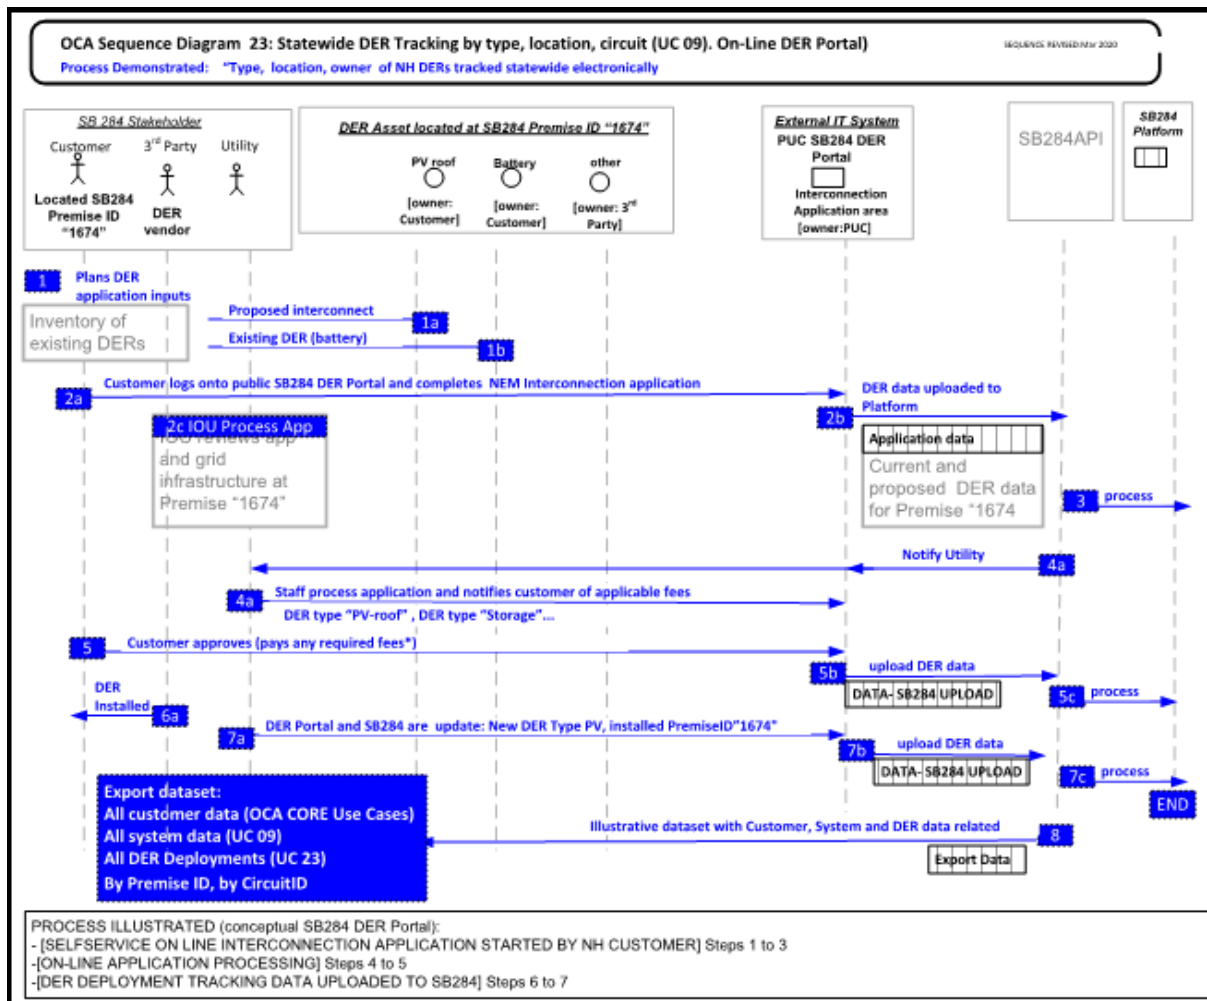 OCA Sequence Diagram 23: Statewide DER Tracking by type, location, circuit (UC 09). On-Line DER Portal)
SEQUENCE REVISED:Mar 2020
Process Demonstrated: "Type, location, owner of NH DERs tracked statewide electronically
SB 284 Stakeholder
Customer
3rd Party
Utility
Located SB284
Premise ID
"1674"
DER
vendor
DER Asset located at SB284 Premise ID "1674"
PV roof
Battery
other
[owner:
Customer]
[owner:
Customer]
[owner: 3rd
Party]
External IT System
PUC SB284 DER
Portal
Interconnection
Application area
[owner:PUC]
SB284API
SB284
Platform
1
Plans DER
application inputs
Inventory of
existing DERs
Proposed interconnect
1a
Existing DER (battery)
1b
2a
Customer logs onto public SB284 DER Portal and completes NEM Interconnection application
2b
DER data uploaded to
Platform
2c IOU Process App
IOU reviews app
and grid
infrastructure at
Premise "1674"
Application data
Current and
proposed DER data
for Premise "1674
3
process
Notify Utility
4a
4a
Staff process application and notifies customer of applicable fees
DER type "PV-roof" , DER type "Storage"...
5
Customer approves (pays any required fees*)
5b
upload DER data
DATA- SB284 UPLOAD
5c
process
DER
Installed
6a
7a
DER Portal and SB284 are update: New DER Type PV, installed PremiseID"1674"
7b
upload DER data
DATA- SB284 UPLOAD
7c
process
END
Export dataset:
All customer data (OCA CORE Use Cases)
All system data (UC 09)
All DER Deployments (UC 23)
By Premise ID, by CircuitID
Illustrative dataset with Customer, System and DER data related
8
Export Data
PROCESS ILLUSTRATED (conceptual SB284 DER Portal):
- [SELFSERVICE ON LINE INTERCONNECTION APPLICATION STARTED BY NH CUSTOMER] Steps 1 to 3
-[ON-LINE APPLICATION PROCESSING] Steps 4 to 5
-[DER DEPLOYMENT TRACKING DATA UPLOADED TO SB284] Steps 6 to 7